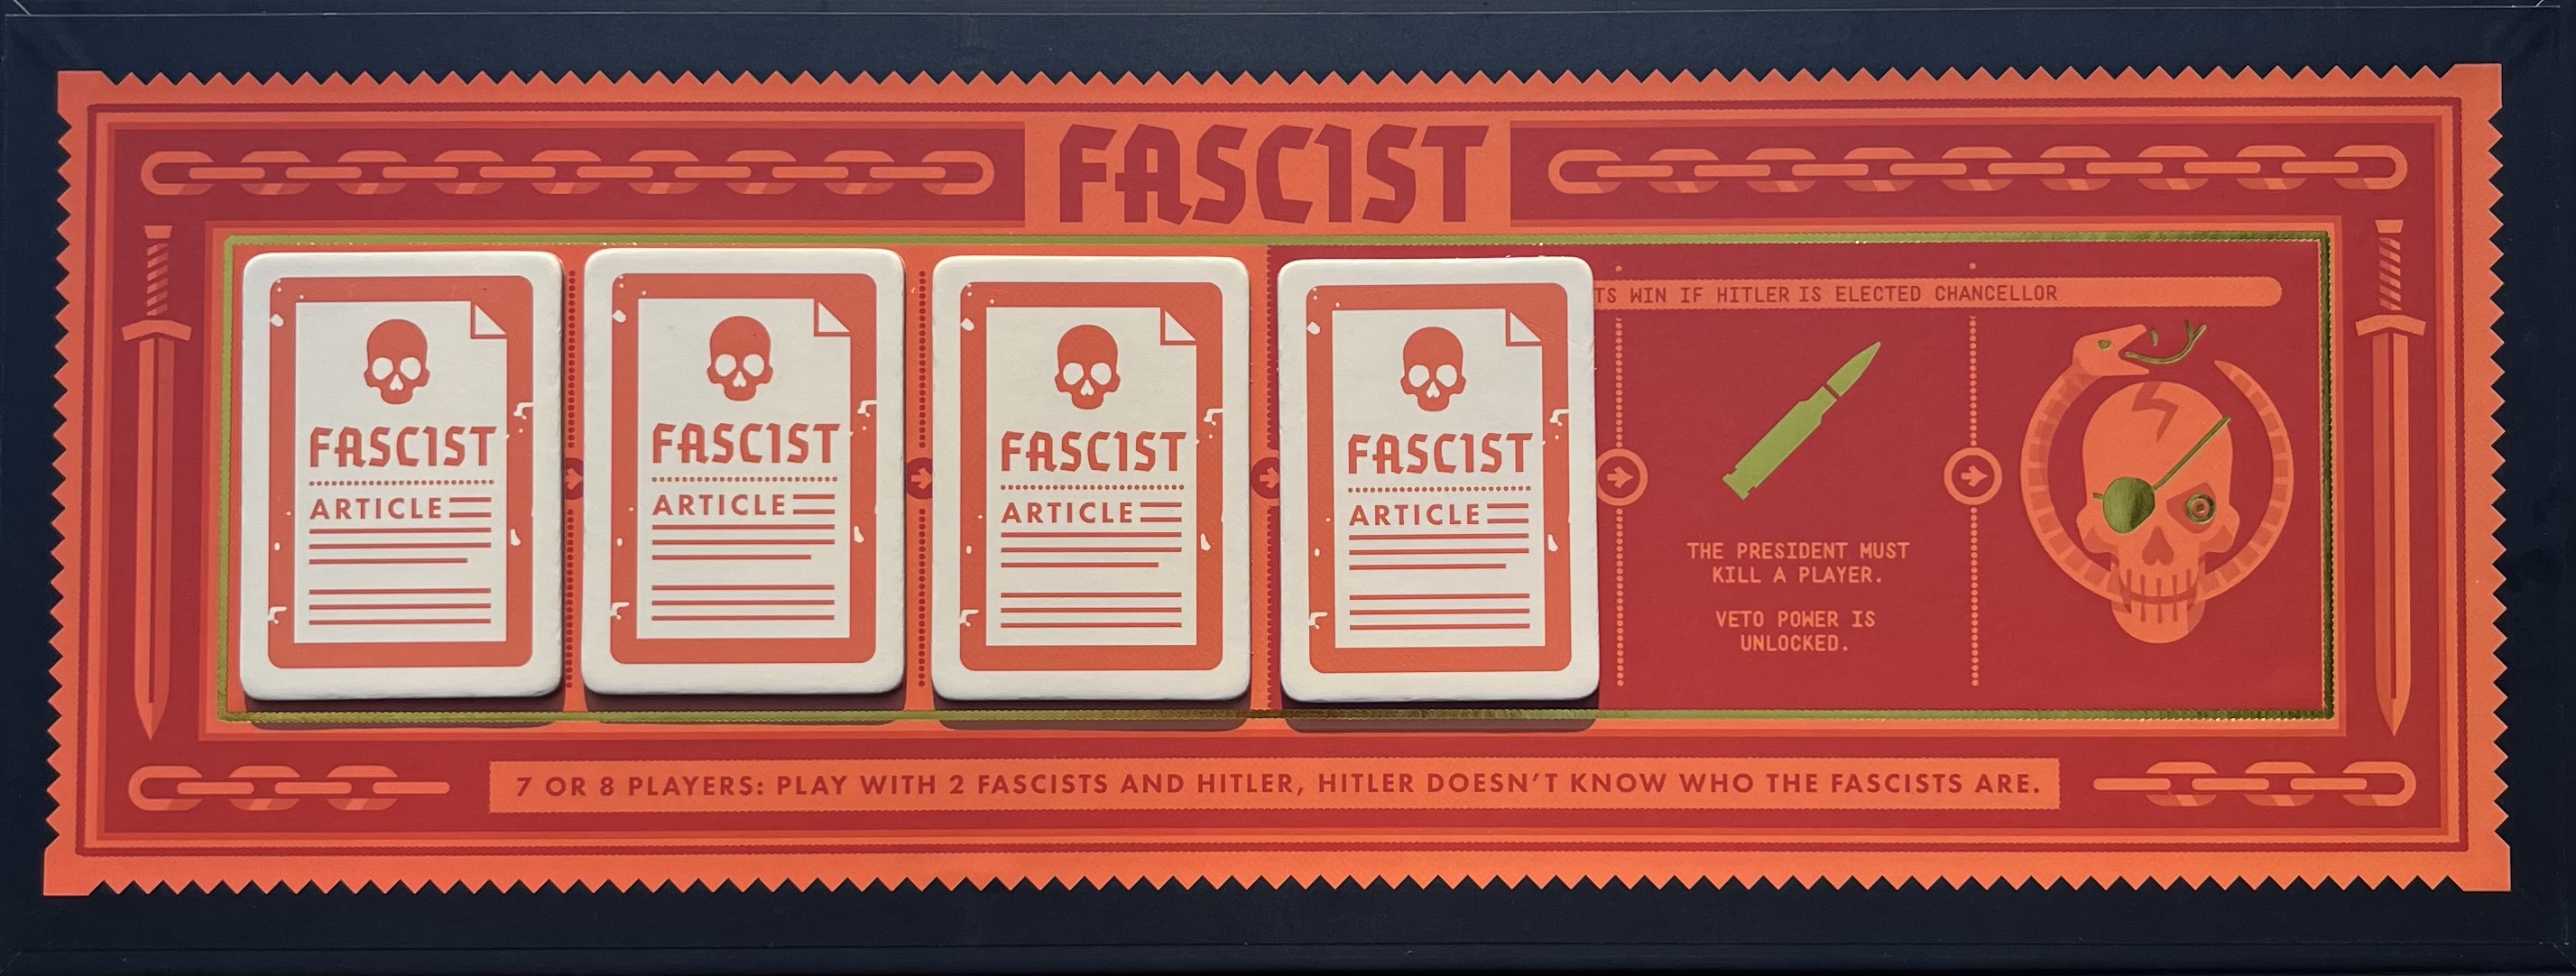 FASCIST
TS WIN IF HITLER IS ELECTED CHANCELLOR
FASCIST
ARTICLE
FASCIST
ARTICLE
FASCIST
ARTICLE
FASCIST
ARTICLE
THE PRESIDENT MUST
KILL A PLAYER.
VETO POWER IS
UNLOCKED.
7 OR 8 PLAYERS: PLAY WITH 2 FASCISTS AND HITLER, HITLER DOESN'T KNOW WHO THE FASCISTS ARE.